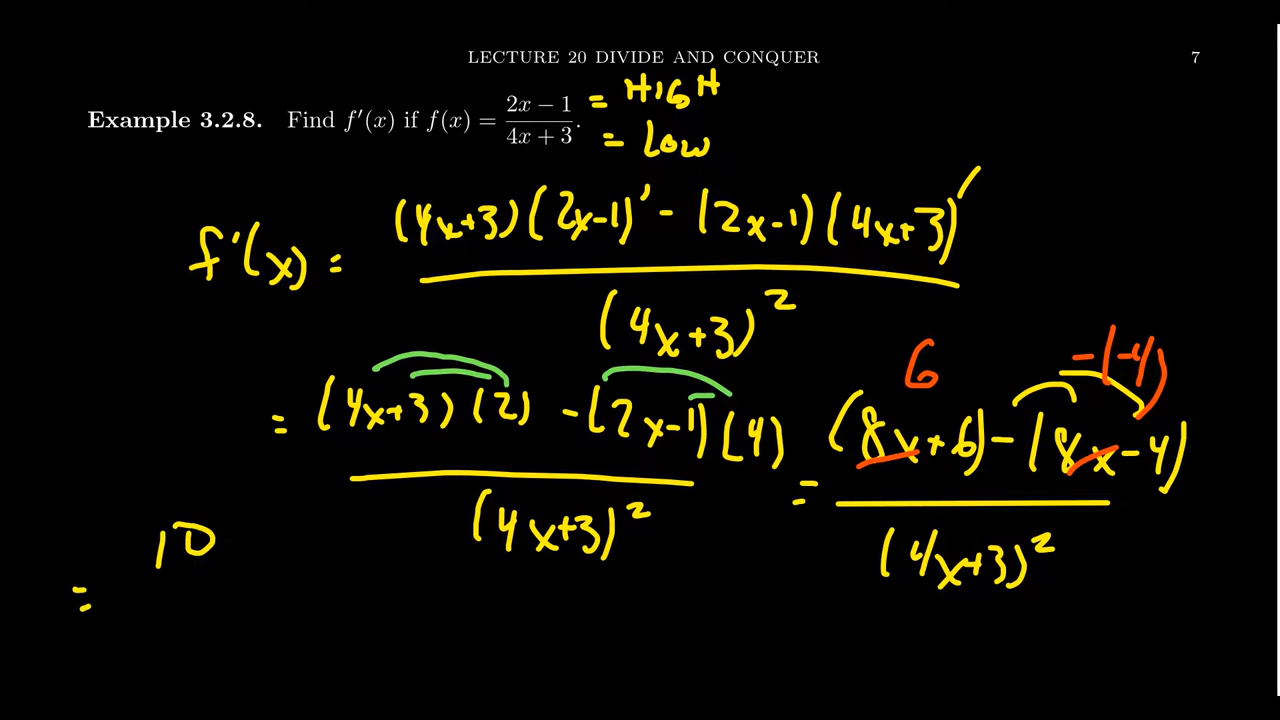 LECTURE 20 DIVIDE AND CONQUER 7
Example 3.2.8. Find f′(x) if f(x) = (2x − 1)/(4x + 3). = HIGH
= LOW
f'(x) = ((4x+3)(2x-1)' - (2x-1)(4x+3)')/(4x+3)²
= ((4x+3)(2) - (2x-1)(4))/(4x+3)² = ((8x+6) - (8x-4))/(4x+3)²
6 -(-4)
= 10